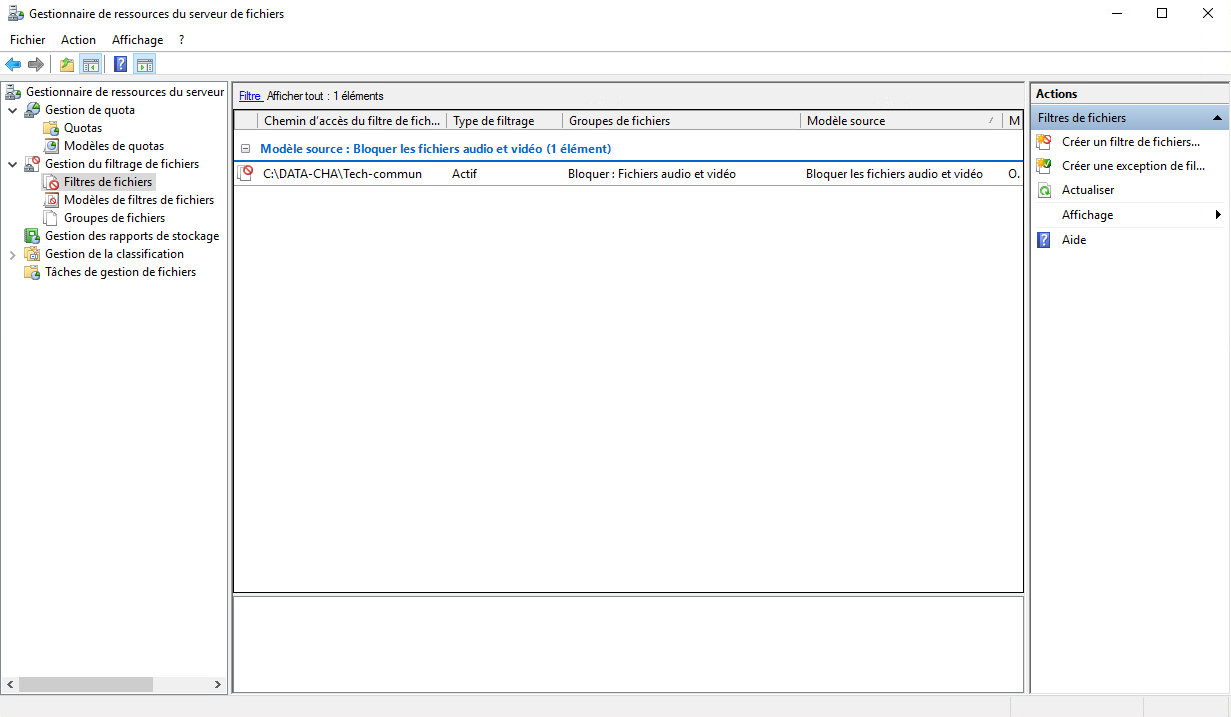 Gestionnaire de ressources du serveur de fichiers
Fichier Action Affichage ?
Gestionnaire de ressources du serveur
Gestion de quota
Quotas
Modèles de quotas
Gestion du filtrage de fichiers
Filtres de fichiers
Modèles de filtres de fichiers
Groupes de fichiers
Gestion des rapports de stockage
Gestion de la classification
Tâches de gestion de fichiers
Filtre Afficher tout : 1 éléments
Chemin d'accès du filtre de fich... Type de filtrage Groupes de fichiers Modèle source M
Modèle source : Bloquer les fichiers audio et vidéo (1 élément)
C:\DATA-CHA\Tech-commun Actif Bloquer : Fichiers audio et vidéo Bloquer les fichiers audio et vidéo O.
Actions
Filtres de fichiers
Créer un filtre de fichiers...
Créer une exception de fil...
Actualiser
Affichage
Aide